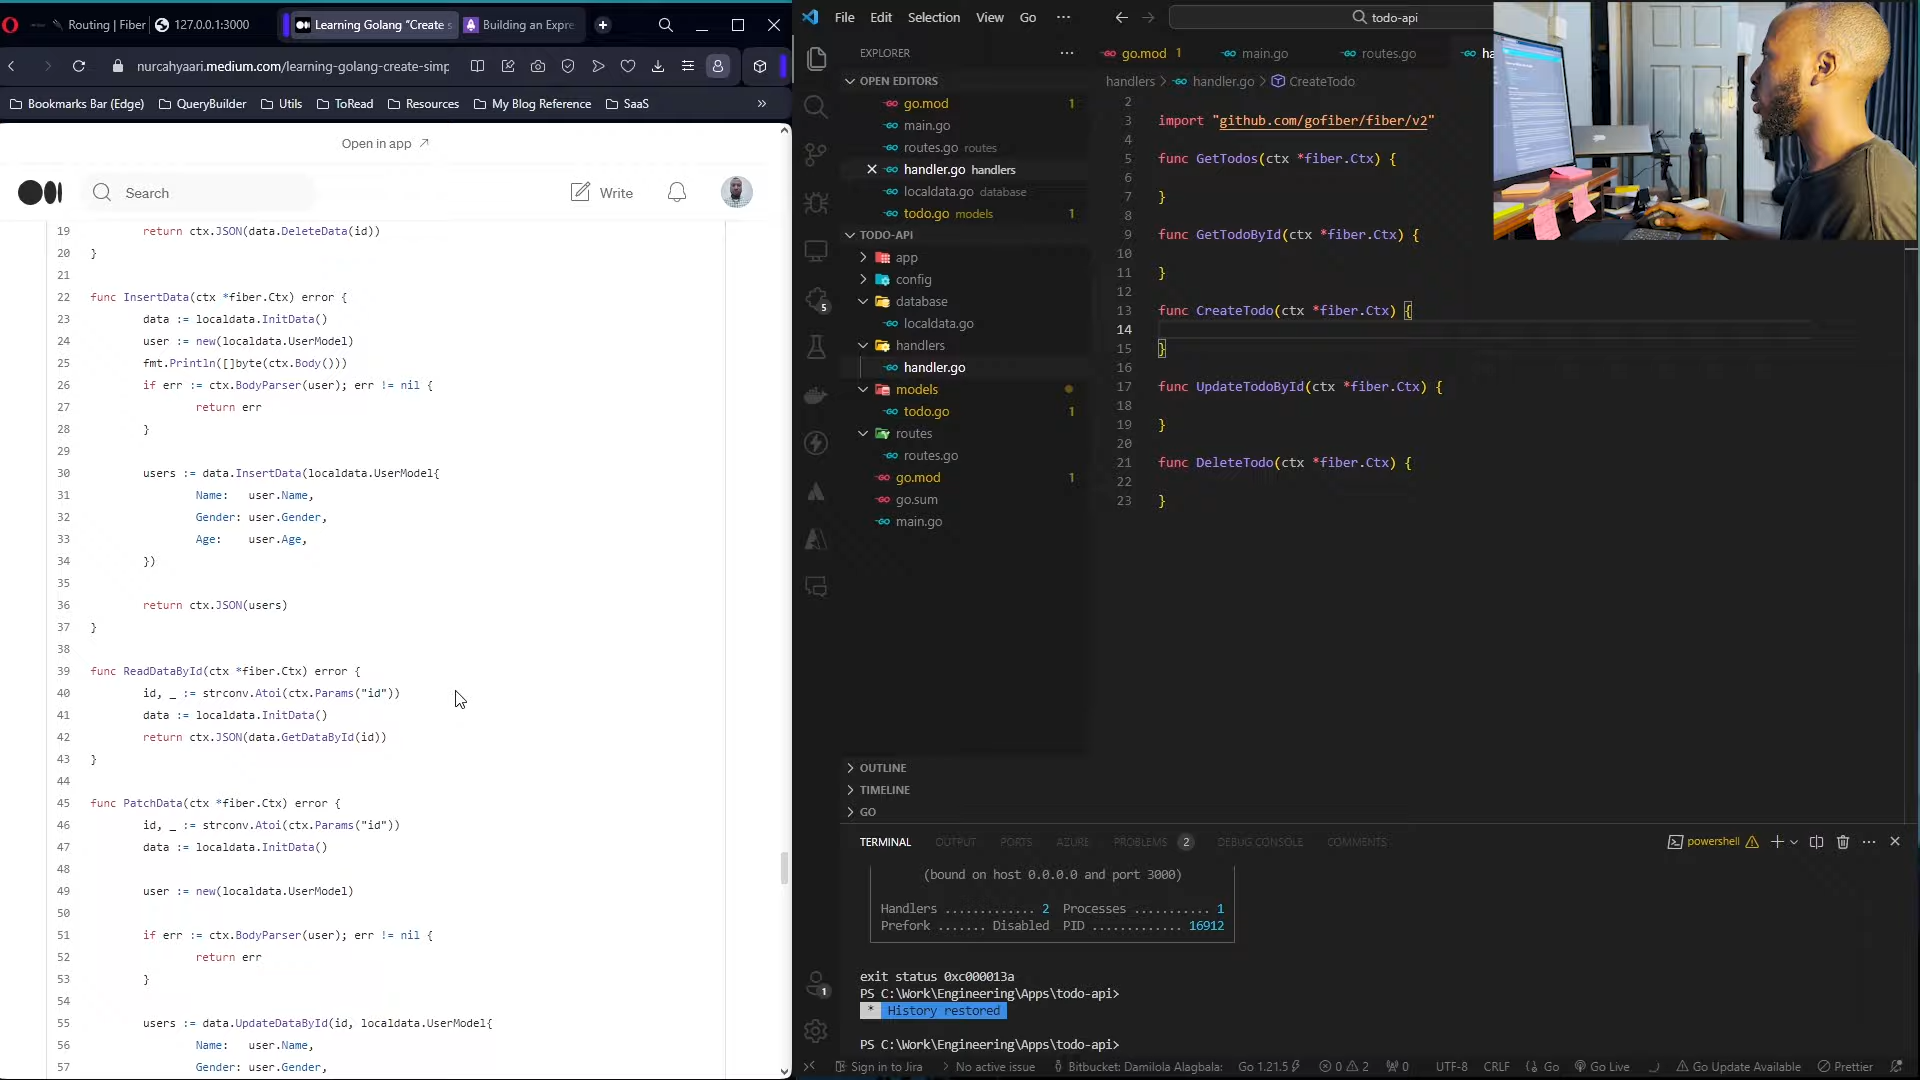 Routing | Fiber
127.0.0.1:3000
Learning Golang "Create s
Building an Expre
nurcahyaari.medium.com/learning-golang-create-simp
Bookmarks Bar (Edge)
QueryBuilder
Utils
ToRead
Resources
My Blog Reference
SaaS
»
Open in app
Search
Write
19 return ctx.JSON(data.DeleteData(id))
20 }
21
22 func InsertData(ctx *fiber.Ctx) error {
23 data := localdata.InitData()
24 user := new(localdata.UserModel)
25 fmt.Println([]byte(ctx.Body()))
26 if err := ctx.BodyParser(user); err != nil {
27 return err
28 }
29
30 users := data.InsertData(localdata.UserModel{
31 Name: user.Name,
32 Gender: user.Gender,
33 Age: user.Age,
34 })
35
36 return ctx.JSON(users)
37 }
38
39 func ReadDataById(ctx *fiber.Ctx) error {
40 id, _ := strconv.Atoi(ctx.Params("id"))
41 data := localdata.InitData()
42 return ctx.JSON(data.GetDataById(id))
43 }
44
45 func PatchData(ctx *fiber.Ctx) error {
46 id, _ := strconv.Atoi(ctx.Params("id"))
47 data := localdata.InitData()
48
49 user := new(localdata.UserModel)
50
51 if err := ctx.BodyParser(user); err != nil {
52 return err
53 }
54
55 users := data.UpdateDataById(id, localdata.UserModel{
56 Name: user.Name,
57 Gender: user.Gender,
File Edit Selection View Go ···
todo-api
EXPLORER
OPEN EDITORS
go.mod 1
main.go
routes.go routes
handler.go handlers
localdata.go database
todo.go models 1
TODO-API
app
config
database
localdata.go
handlers
handler.go
models
todo.go 1
routes
routes.go
go.mod 1
go.sum
main.go
OUTLINE
TIMELINE
GO
5
1
go.mod 1
main.go
routes.go
ha
handlers > handler.go > CreateTodo
2
3 import "github.com/gofiber/fiber/v2"
4
5 func GetTodos(ctx *fiber.Ctx) {
6
7 }
8
9 func GetTodoById(ctx *fiber.Ctx) {
10
11 }
12
13 func CreateTodo(ctx *fiber.Ctx) {
14
15 }
16
17 func UpdateTodoById(ctx *fiber.Ctx) {
18
19 }
20
21 func DeleteTodo(ctx *fiber.Ctx) {
22
23 }
TERMINAL OUTPUT PORTS AZURE PROBLEMS 2 DEBUG CONSOLE COMMENTS
powershell
(bound on host 0.0.0.0 and port 3000)
Handlers ............. 2 Processes ........... 1
Prefork ....... Disabled PID ............. 16912
exit status 0xc000013a
PS C:\Work\Engineering\Apps\todo-api>
* History restored
PS C:\Work\Engineering\Apps\todo-api>
Sign in to Jira
No active issue
Bitbucket: Damilola Alagbala:
Go 1.21.5
0 2
0
UTF-8
CRLF
Go
Go Live
Go Update Available
Prettier